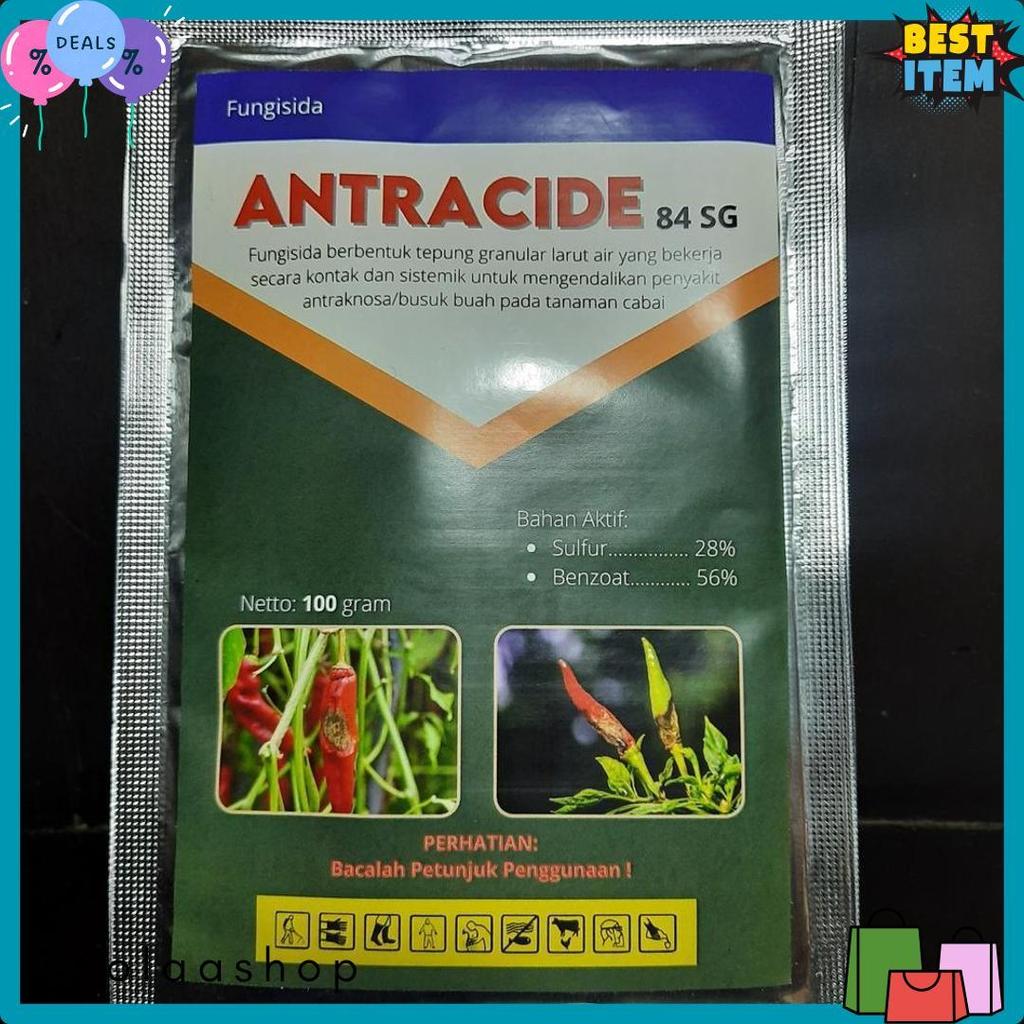 DEALS
%
%
BEST
ITEM
Fungisida
ANTRACIDE 84 SG
Fungisida berbentuk tepung granular larut air yang bekerja
secara kontak dan sistemik untuk mengendalikan penyakit
antraknosa/busuk buah pada tanaman cabai
Bahan Aktif:
• Sulfur................ 28%
• Benzoat............ 56%
Netto: 100 gram
PERHATIAN:
Bacalah Petunjuk Penggunaan !
olaashop